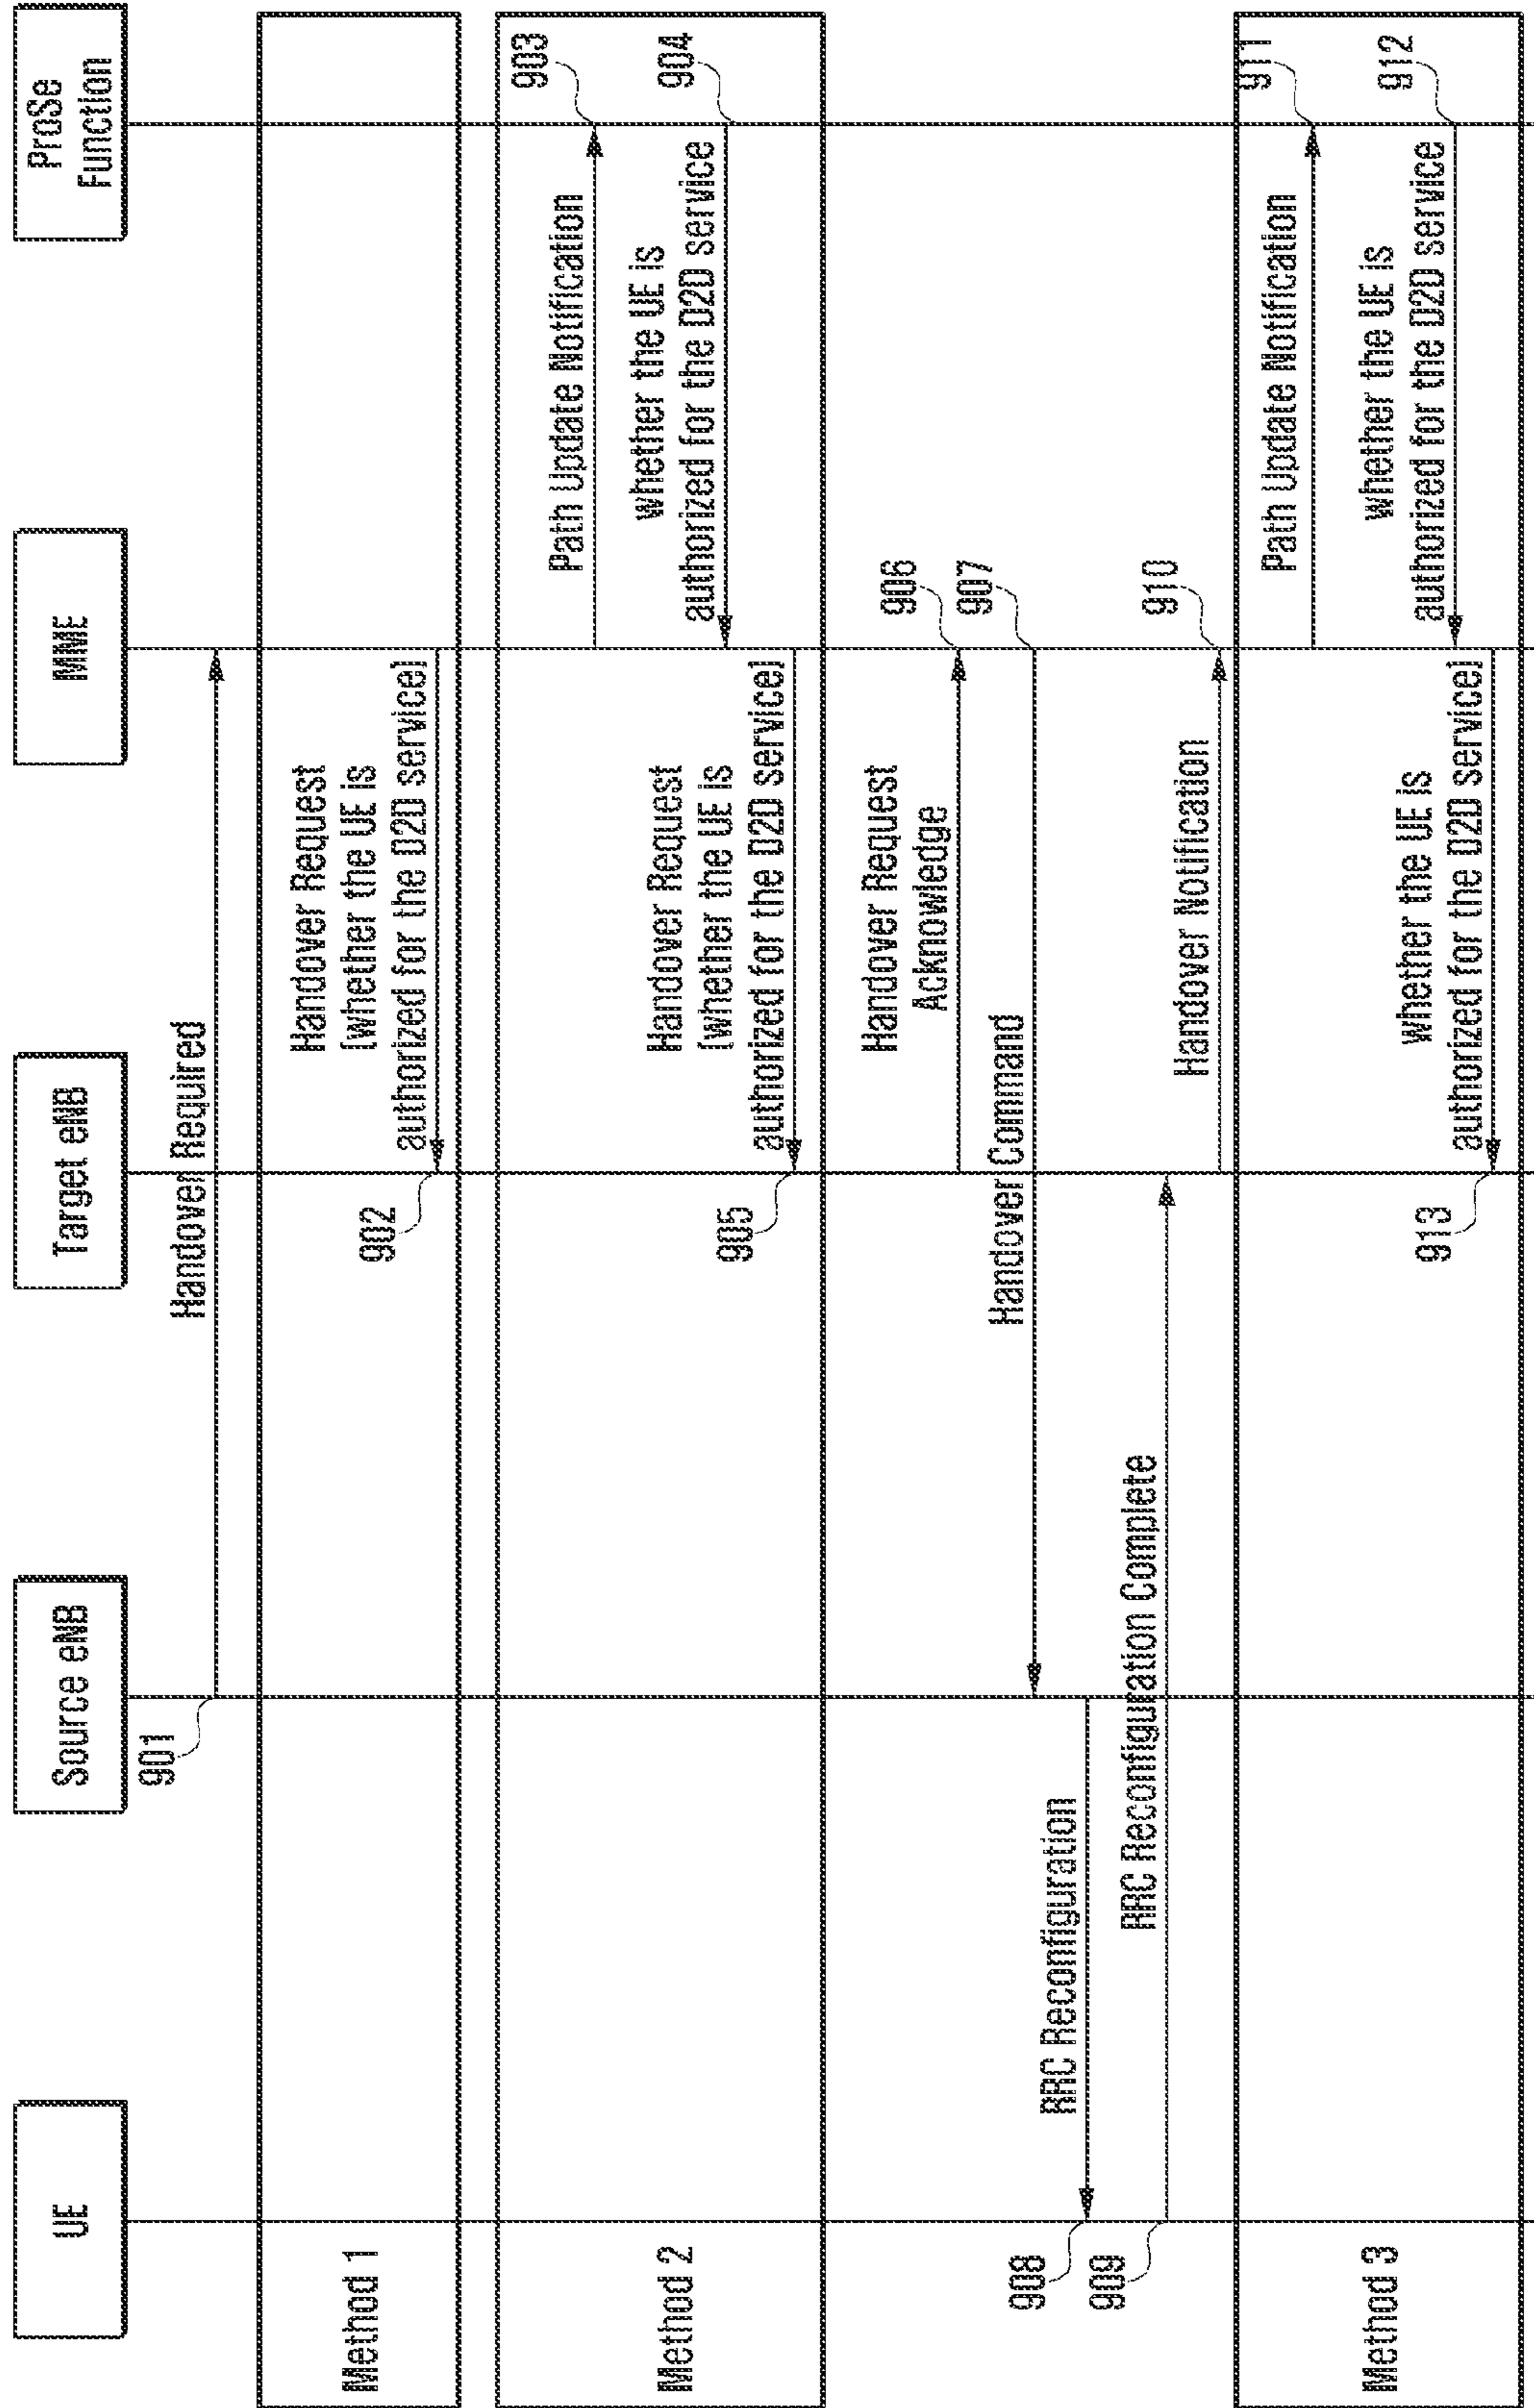 UE
Source eNB
Target eNB
MME
ProSe
Function
901
Handover Required
Method 1
Handover Request
[whether the UE is
authorized for the D2D service]
902
Method 2
Path Update Notification
903
whether the UE is
authorized for the D2D service
904
Handover Request
[whether the UE is
authorized for the D2D service]
905
Handover Request
Acknowledge
906
Handover Command
907
RRC Reconfiguration
908
RRC Reconfiguration Complete
909
Handover Notification
910
Method 3
Path Update Notification
911
whether the UE is
authorized for the D2D service
912
whether the UE is
authorized for the D2D service]
913